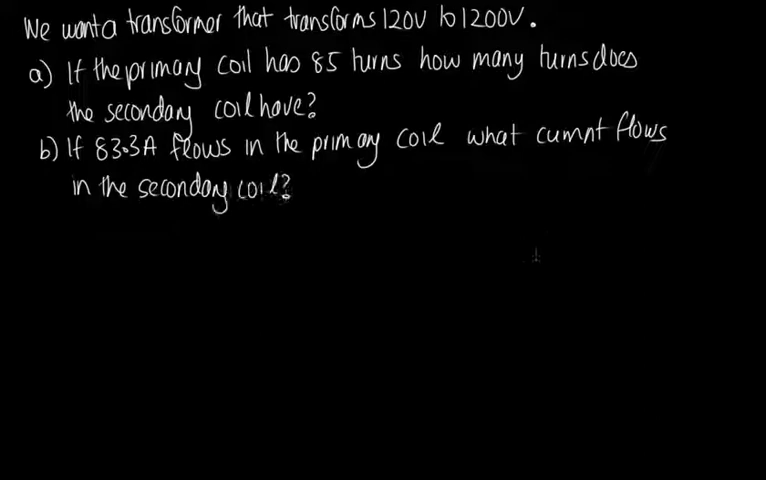 We want a transformer that transforms 120V to 1200V.
a) If the primary coil has 85 turns how many turns does
the secondary coil have?
b) If 83.3A flows in the primary coil what current flows
in the secondary coil?